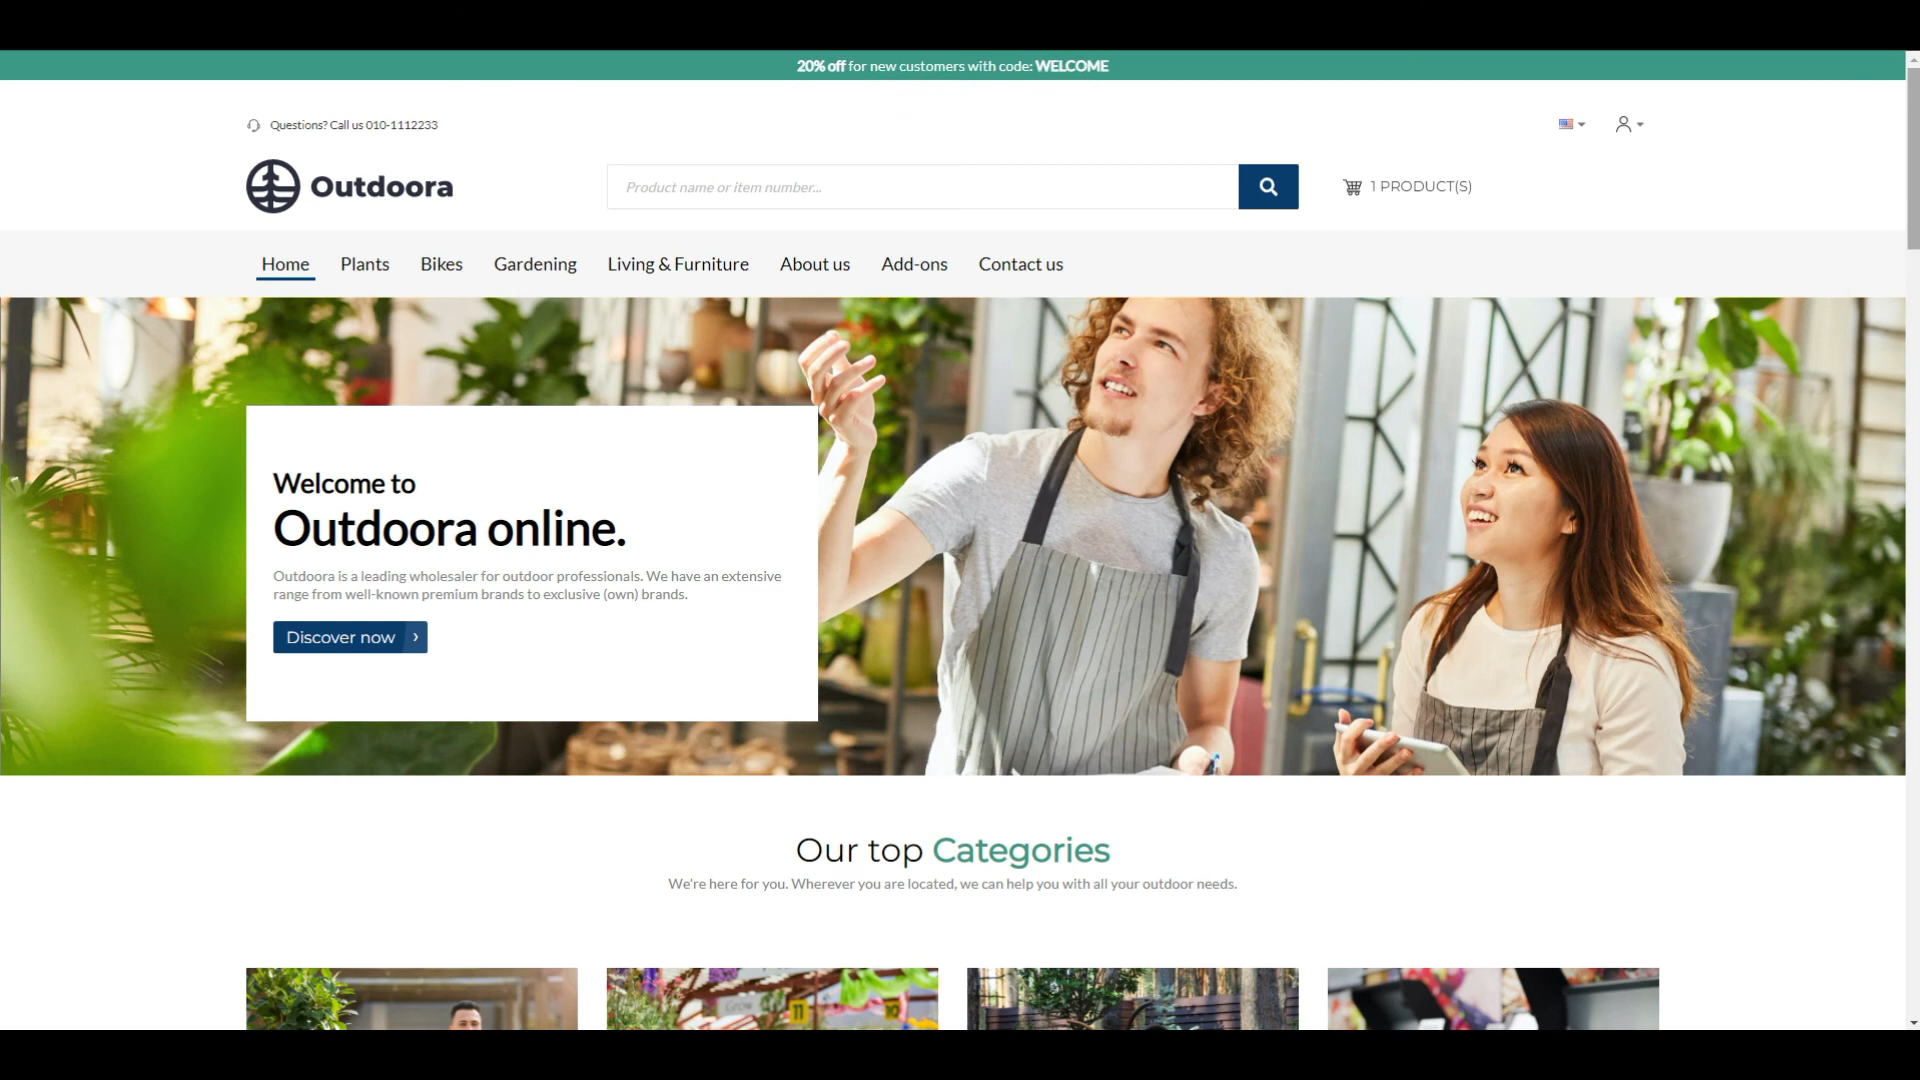 20% off for new customers with code: WELCOME
Questions? Call us 010-1112233
Outdoora
Product name or item number...
1 PRODUCT(S)
Home Plants Bikes Gardening Living & Furniture About us Add-ons Contact us
Welcome to
Outdoora online.
Outdoora is a leading wholesaler for outdoor professionals. We have an extensive
range from well-known premium brands to exclusive (own) brands.
Discover now ›
Our top Categories
We're here for you. Wherever you are located, we can help you with all your outdoor needs.
11
10